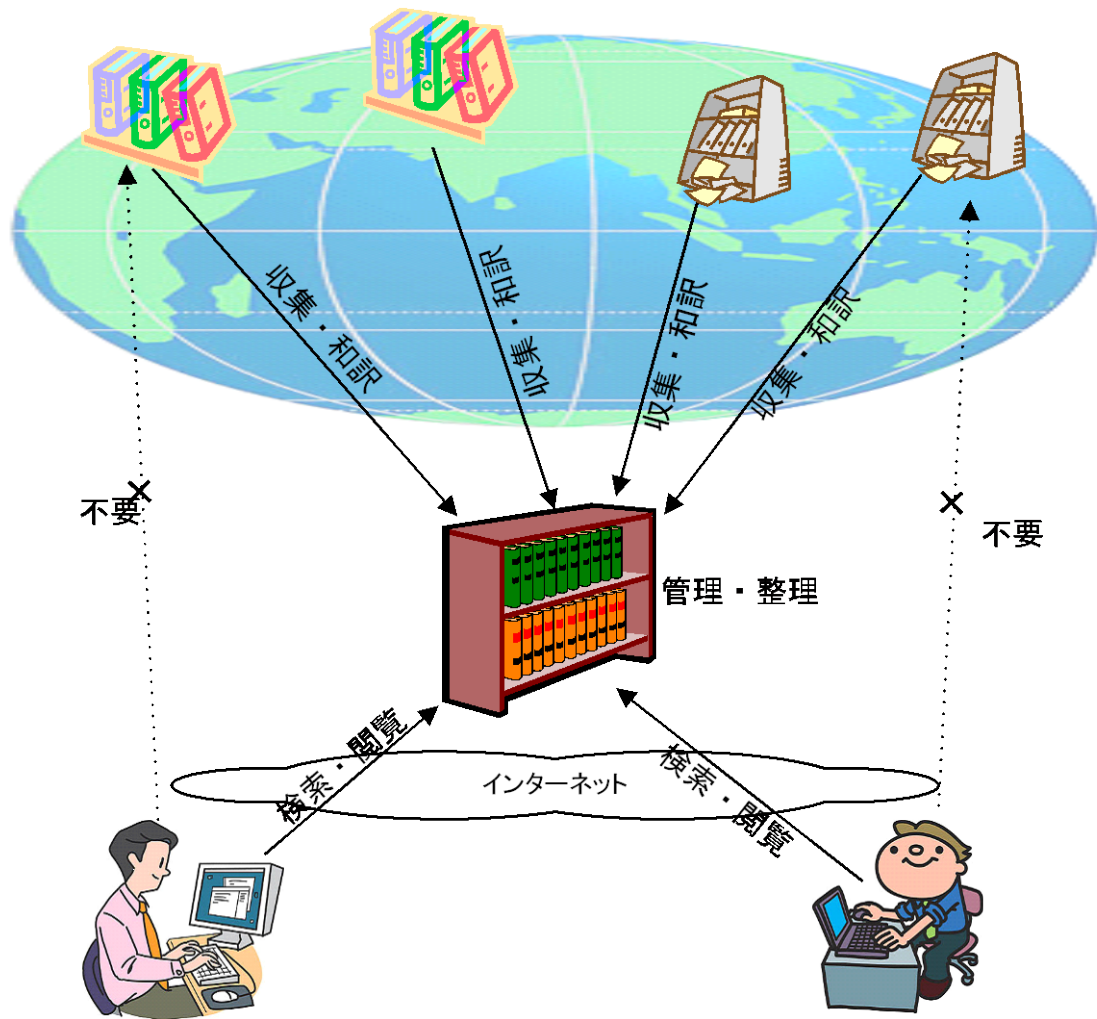 収集・和訳
収集・和訳
収集・和訳
収集・和訳
不要
不要
管理・整理
検索・閲覧
インターネット
検索・閲覧